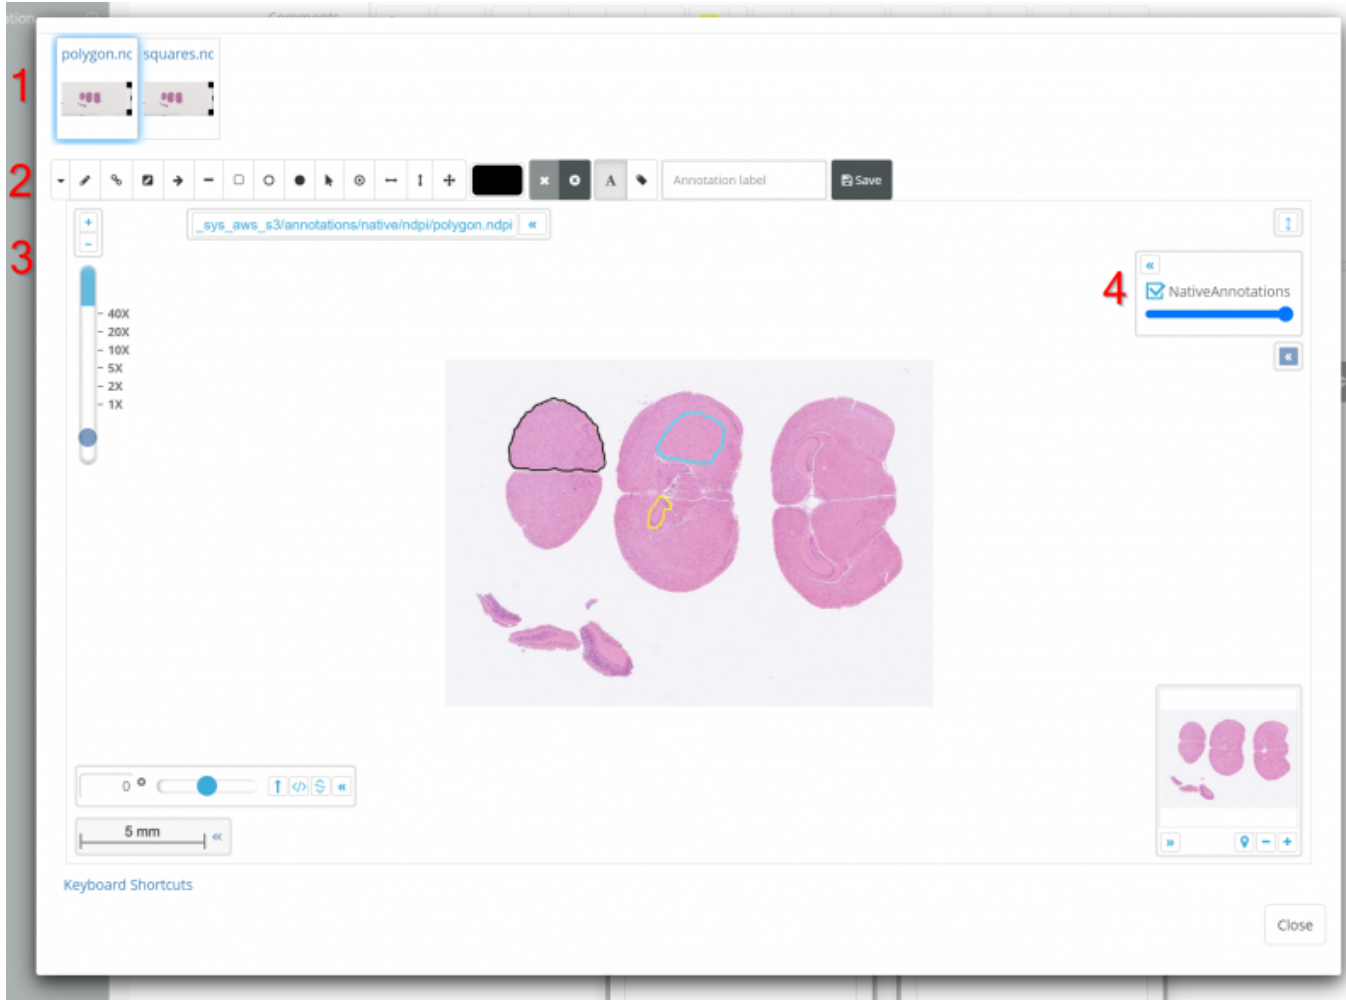 Comments
polygon.nc squares.nc
1
2
A
Annotation label
Save
_sys_aws_s3/annotations/native/ndpi/polygon.ndpi
3
4
NativeAnnotations
40X
20X
10X
5X
2X
1X
0 °
5 mm
Keyboard Shortcuts
Close